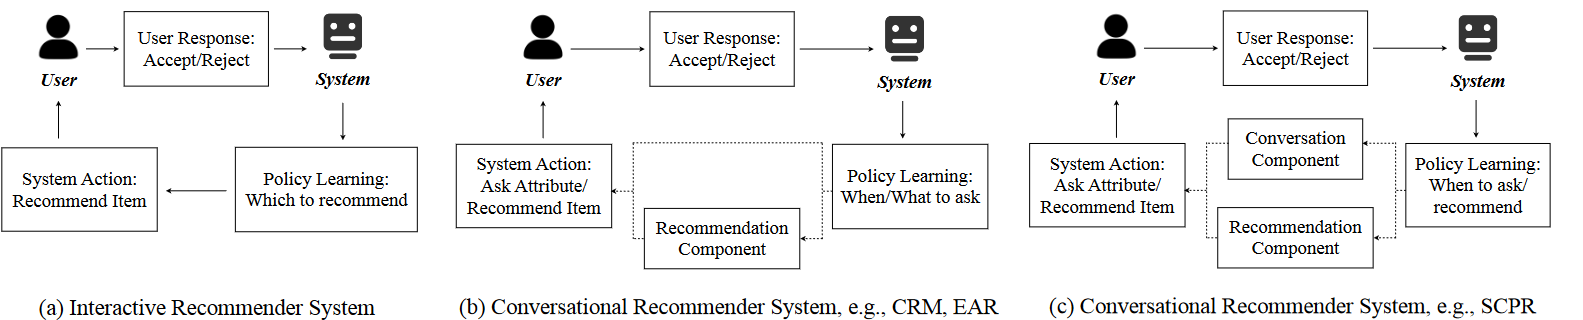 User
User Response:
Accept/Reject
System
System Action:
Recommend Item
Policy Learning:
Which to recommend
(a) Interactive Recommender System
User
User Response:
Accept/Reject
System
System Action:
Ask Attribute/
Recommend Item
Recommendation
Component
Policy Learning:
When/What to ask
(b) Conversational Recommender System, e.g., CRM, EAR
User
User Response:
Accept/Reject
System
System Action:
Ask Attribute/
Recommend Item
Conversation
Component
Recommendation
Component
Policy Learning:
When to ask/
recommend
(c) Conversational Recommender System, e.g., SCPR